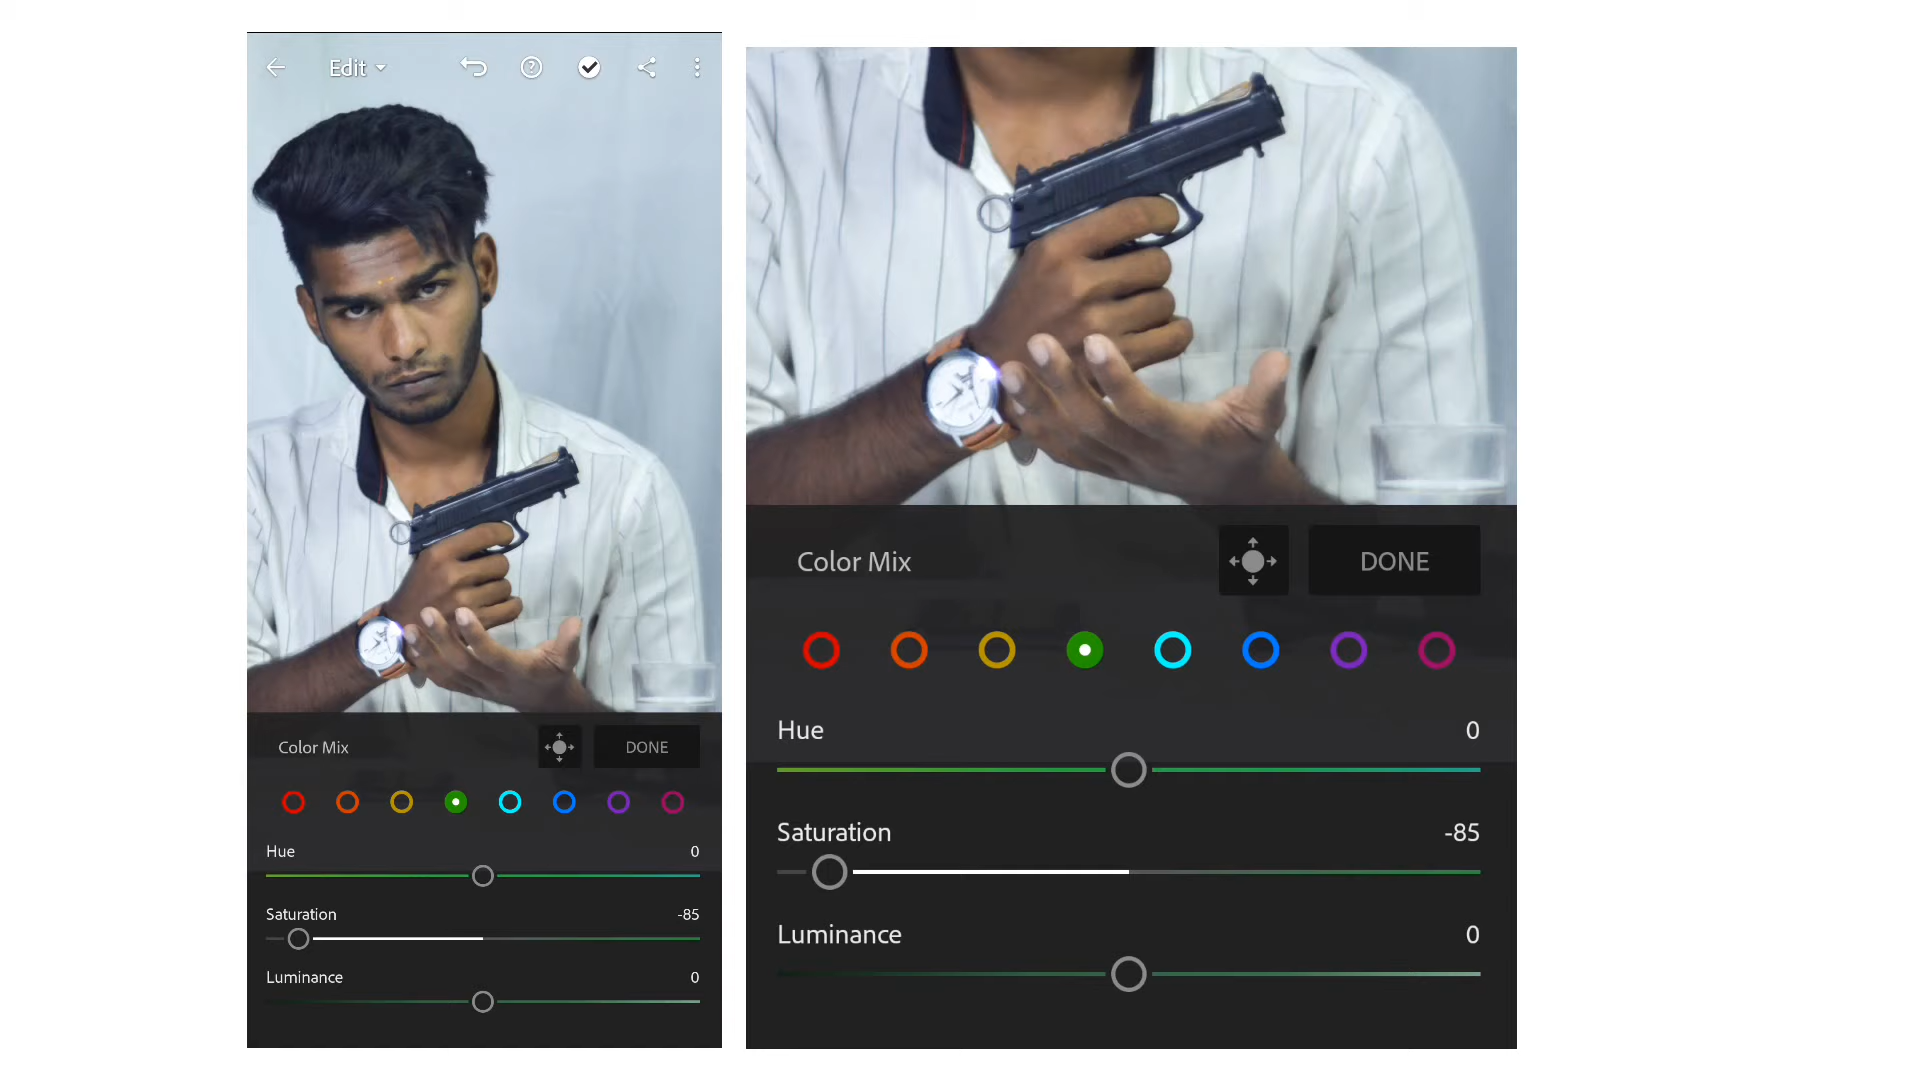 Edit
Color Mix
DONE
Hue 0
Saturation -85
Luminance 0
Color Mix
DONE
Hue 0
Saturation -85
Luminance 0